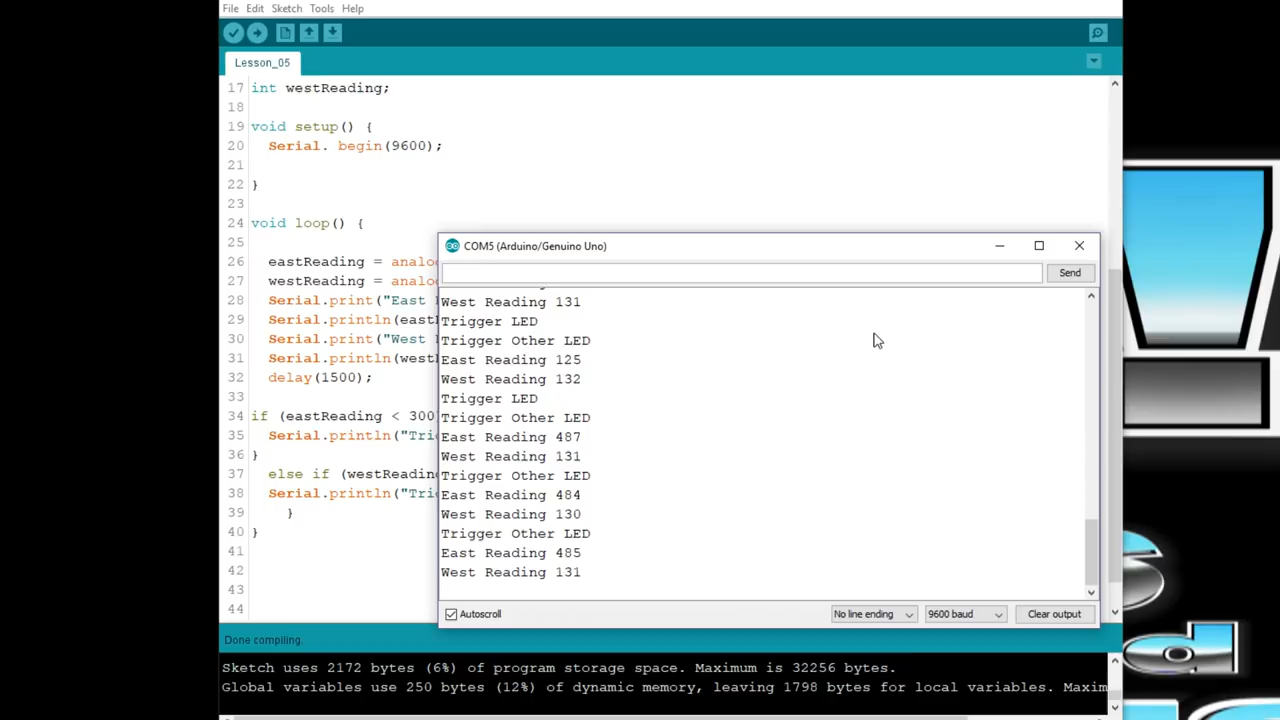 File Edit Sketch Tools Help
Lesson_05
17 int westReading;
18
19 void setup() {
20 Serial. begin(9600);
21
22 }
23
24 void loop() {
25
26 eastReading = analo
27 westReading = analo
28 Serial.print("East
29 Serial.println(east
30 Serial.print("West
31 Serial.println(west
32 delay(1500);
33
34 if (eastReading < 300
35 Serial.println("Tri
36 }
37 else if (westReading
38 Serial.println("Tri
39 }
40 }
41
42
43
44
COM5 (Arduino/Genuino Uno)
Send
West Reading 131
Trigger LED
Trigger Other LED
East Reading 125
West Reading 132
Trigger LED
Trigger Other LED
East Reading 487
West Reading 131
Trigger Other LED
East Reading 484
West Reading 130
Trigger Other LED
East Reading 485
West Reading 131
Autoscroll No line ending 9600 baud Clear output
Done compiling.
Sketch uses 2172 bytes (6%) of program storage space. Maximum is 32256 bytes.
Global variables use 250 bytes (12%) of dynamic memory, leaving 1798 bytes for local variables. Maxim